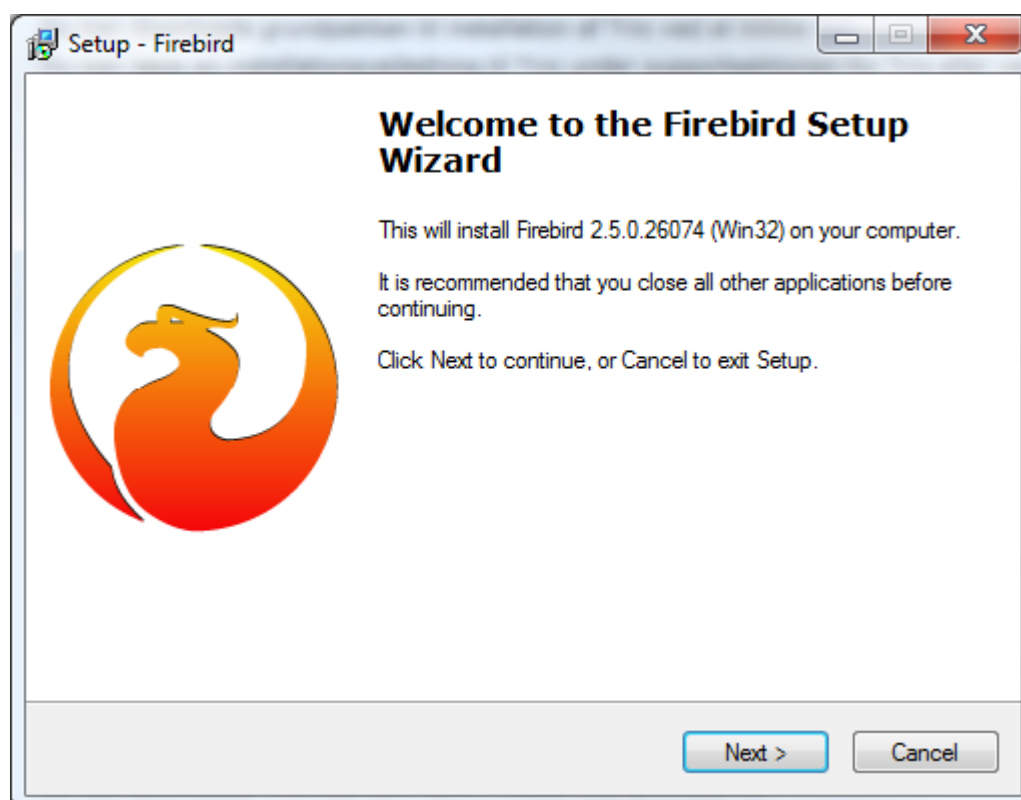 Setup - Firebird
Welcome to the Firebird Setup
Wizard
This will install Firebird 2.5.0.26074 (Win32) on your computer.
It is recommended that you close all other applications before
continuing.
Click Next to continue, or Cancel to exit Setup.
Next >
Cancel